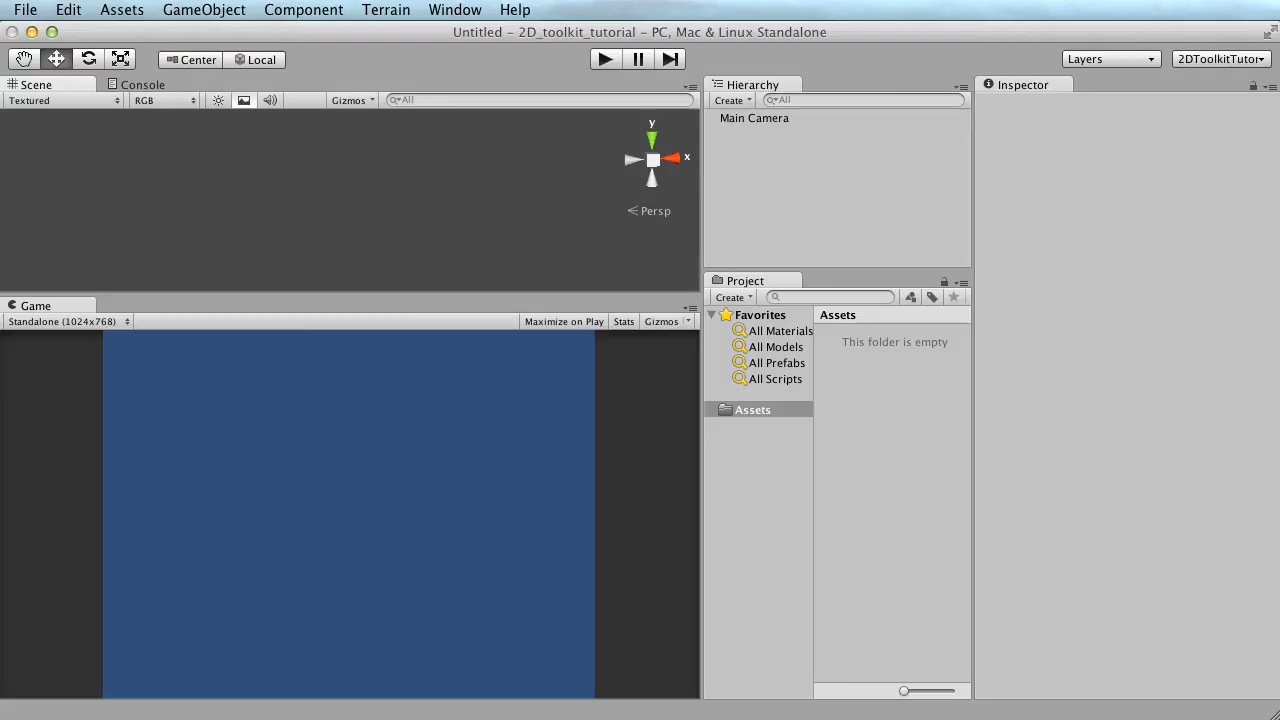 File Edit Assets GameObject Component Terrain Window Help
Untitled - 2D_toolkit_tutorial - PC, Mac & Linux Standalone
Center Local Layers 2DToolkitTutor
Scene Console Hierarchy Inspector
Textured RGB Gizmos All Create All
Main Camera
y
x
Persp
Project
Create
Game
Standalone (1024x768) Maximize on Play Stats Gizmos
Favorites
All Materials
All Models
All Prefabs
All Scripts
Assets
Assets
This folder is empty